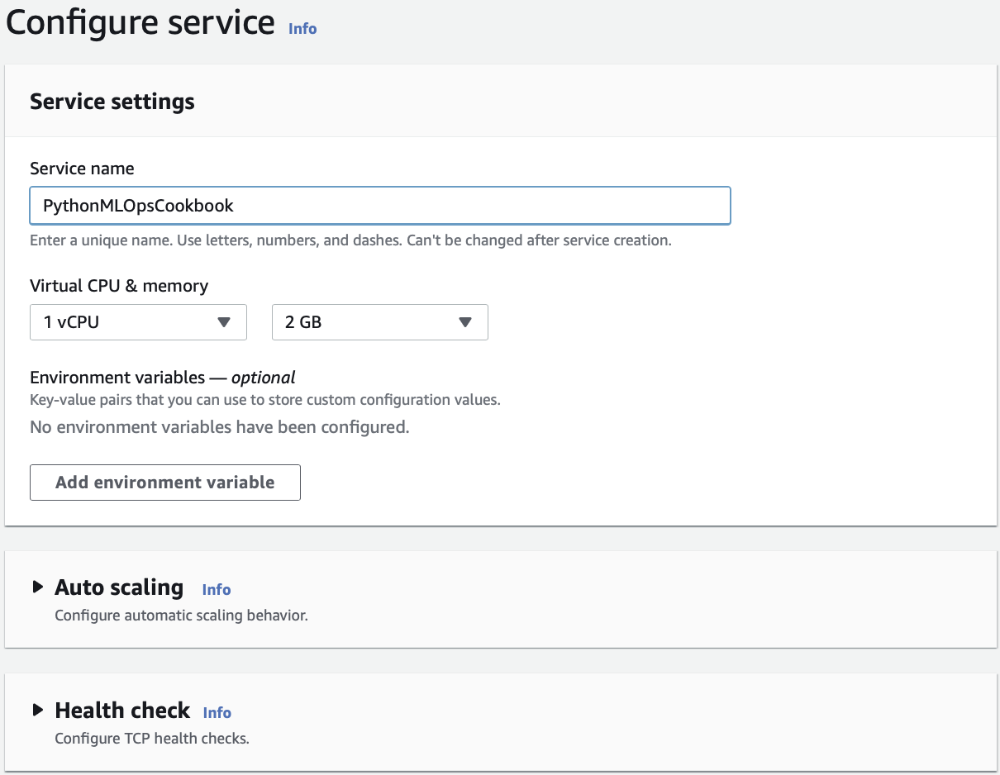 Configure service Info
Service settings
Service name
PythonMLOpsCookbook
Enter a unique name. Use letters, numbers, and dashes. Can't be changed after service creation.
Virtual CPU & memory
1 vCPU 2 GB
Environment variables — optional
Key-value pairs that you can use to store custom configuration values.
No environment variables have been configured.
Add environment variable
Auto scaling Info
Configure automatic scaling behavior.
Health check Info
Configure TCP health checks.